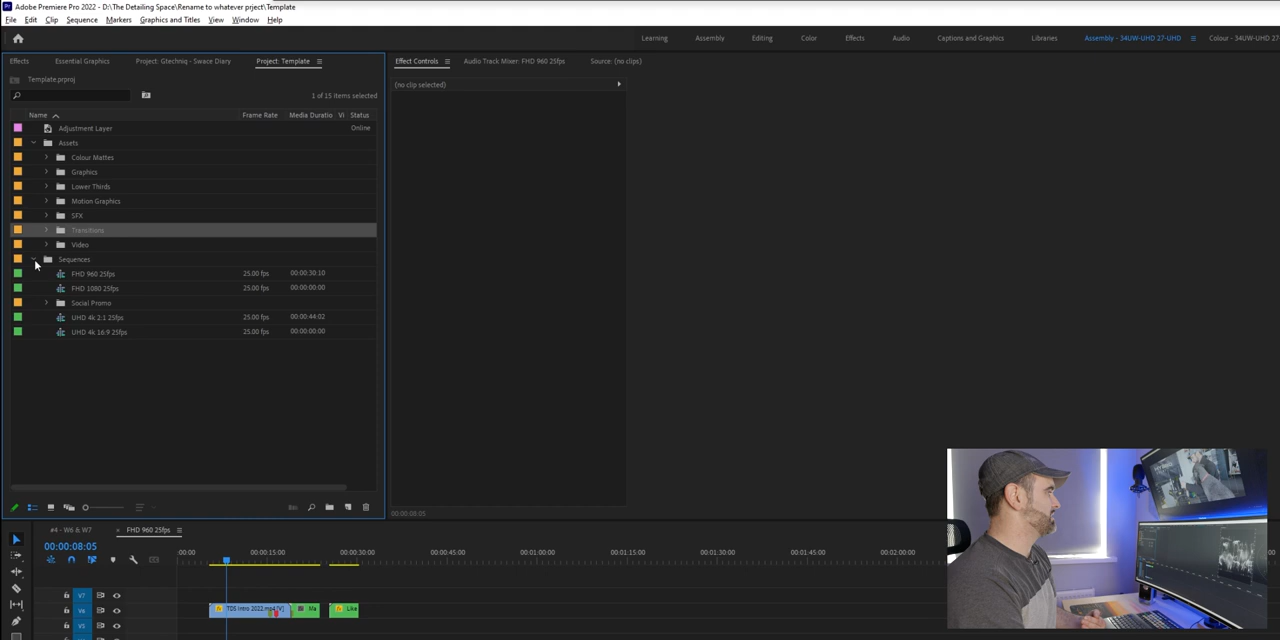 Adobe Premiere Pro 2022 - D:\The Detailing Space\Rename to whatever prject\Template
File Edit Clip Sequence Markers Graphics and Titles View Window Help
Learning Assembly Editing Color Effects Audio Captions and Graphics Libraries Assembly - 34UW-UHD 27-UHD Colour - 34UW-UHD 27
Effects Essential Graphics Project: Gtechniq - Swace Diary Project: Template Effect Controls Audio Track Mixer: FHD 960 25fps Source: (no clips)
Template.prproj
(no clip selected)
1 of 15 items selected
Name Frame Rate Media Duratio Vi Status
Adjustment Layer Online
Assets
Colour Mattes
Graphics
Lower Thirds
Motion Graphics
SFX
Transitions
Video
Sequences
FHD 960 25fps 25.00 fps 00:00:30:10
FHD 1080 25fps 25.00 fps 00:00:00:00
Social Promo
UHD 4k 2:1 25fps 25.00 fps 00:00:44:02
UHD 4k 16:9 25fps 25.00 fps 00:00:00:00
00:00:08:05
#4 - W6 & W7 × FHD 960 25fps
00:00:08:05
:00:00 00:00:15:00 00:00:30:00 00:00:45:00 00:01:00:00 00:01:15:00 00:01:30:00 00:01:45:00 00:02:00:00
V7
V6 TDS Intro 2022.mp4 [V] Ma Like
V5